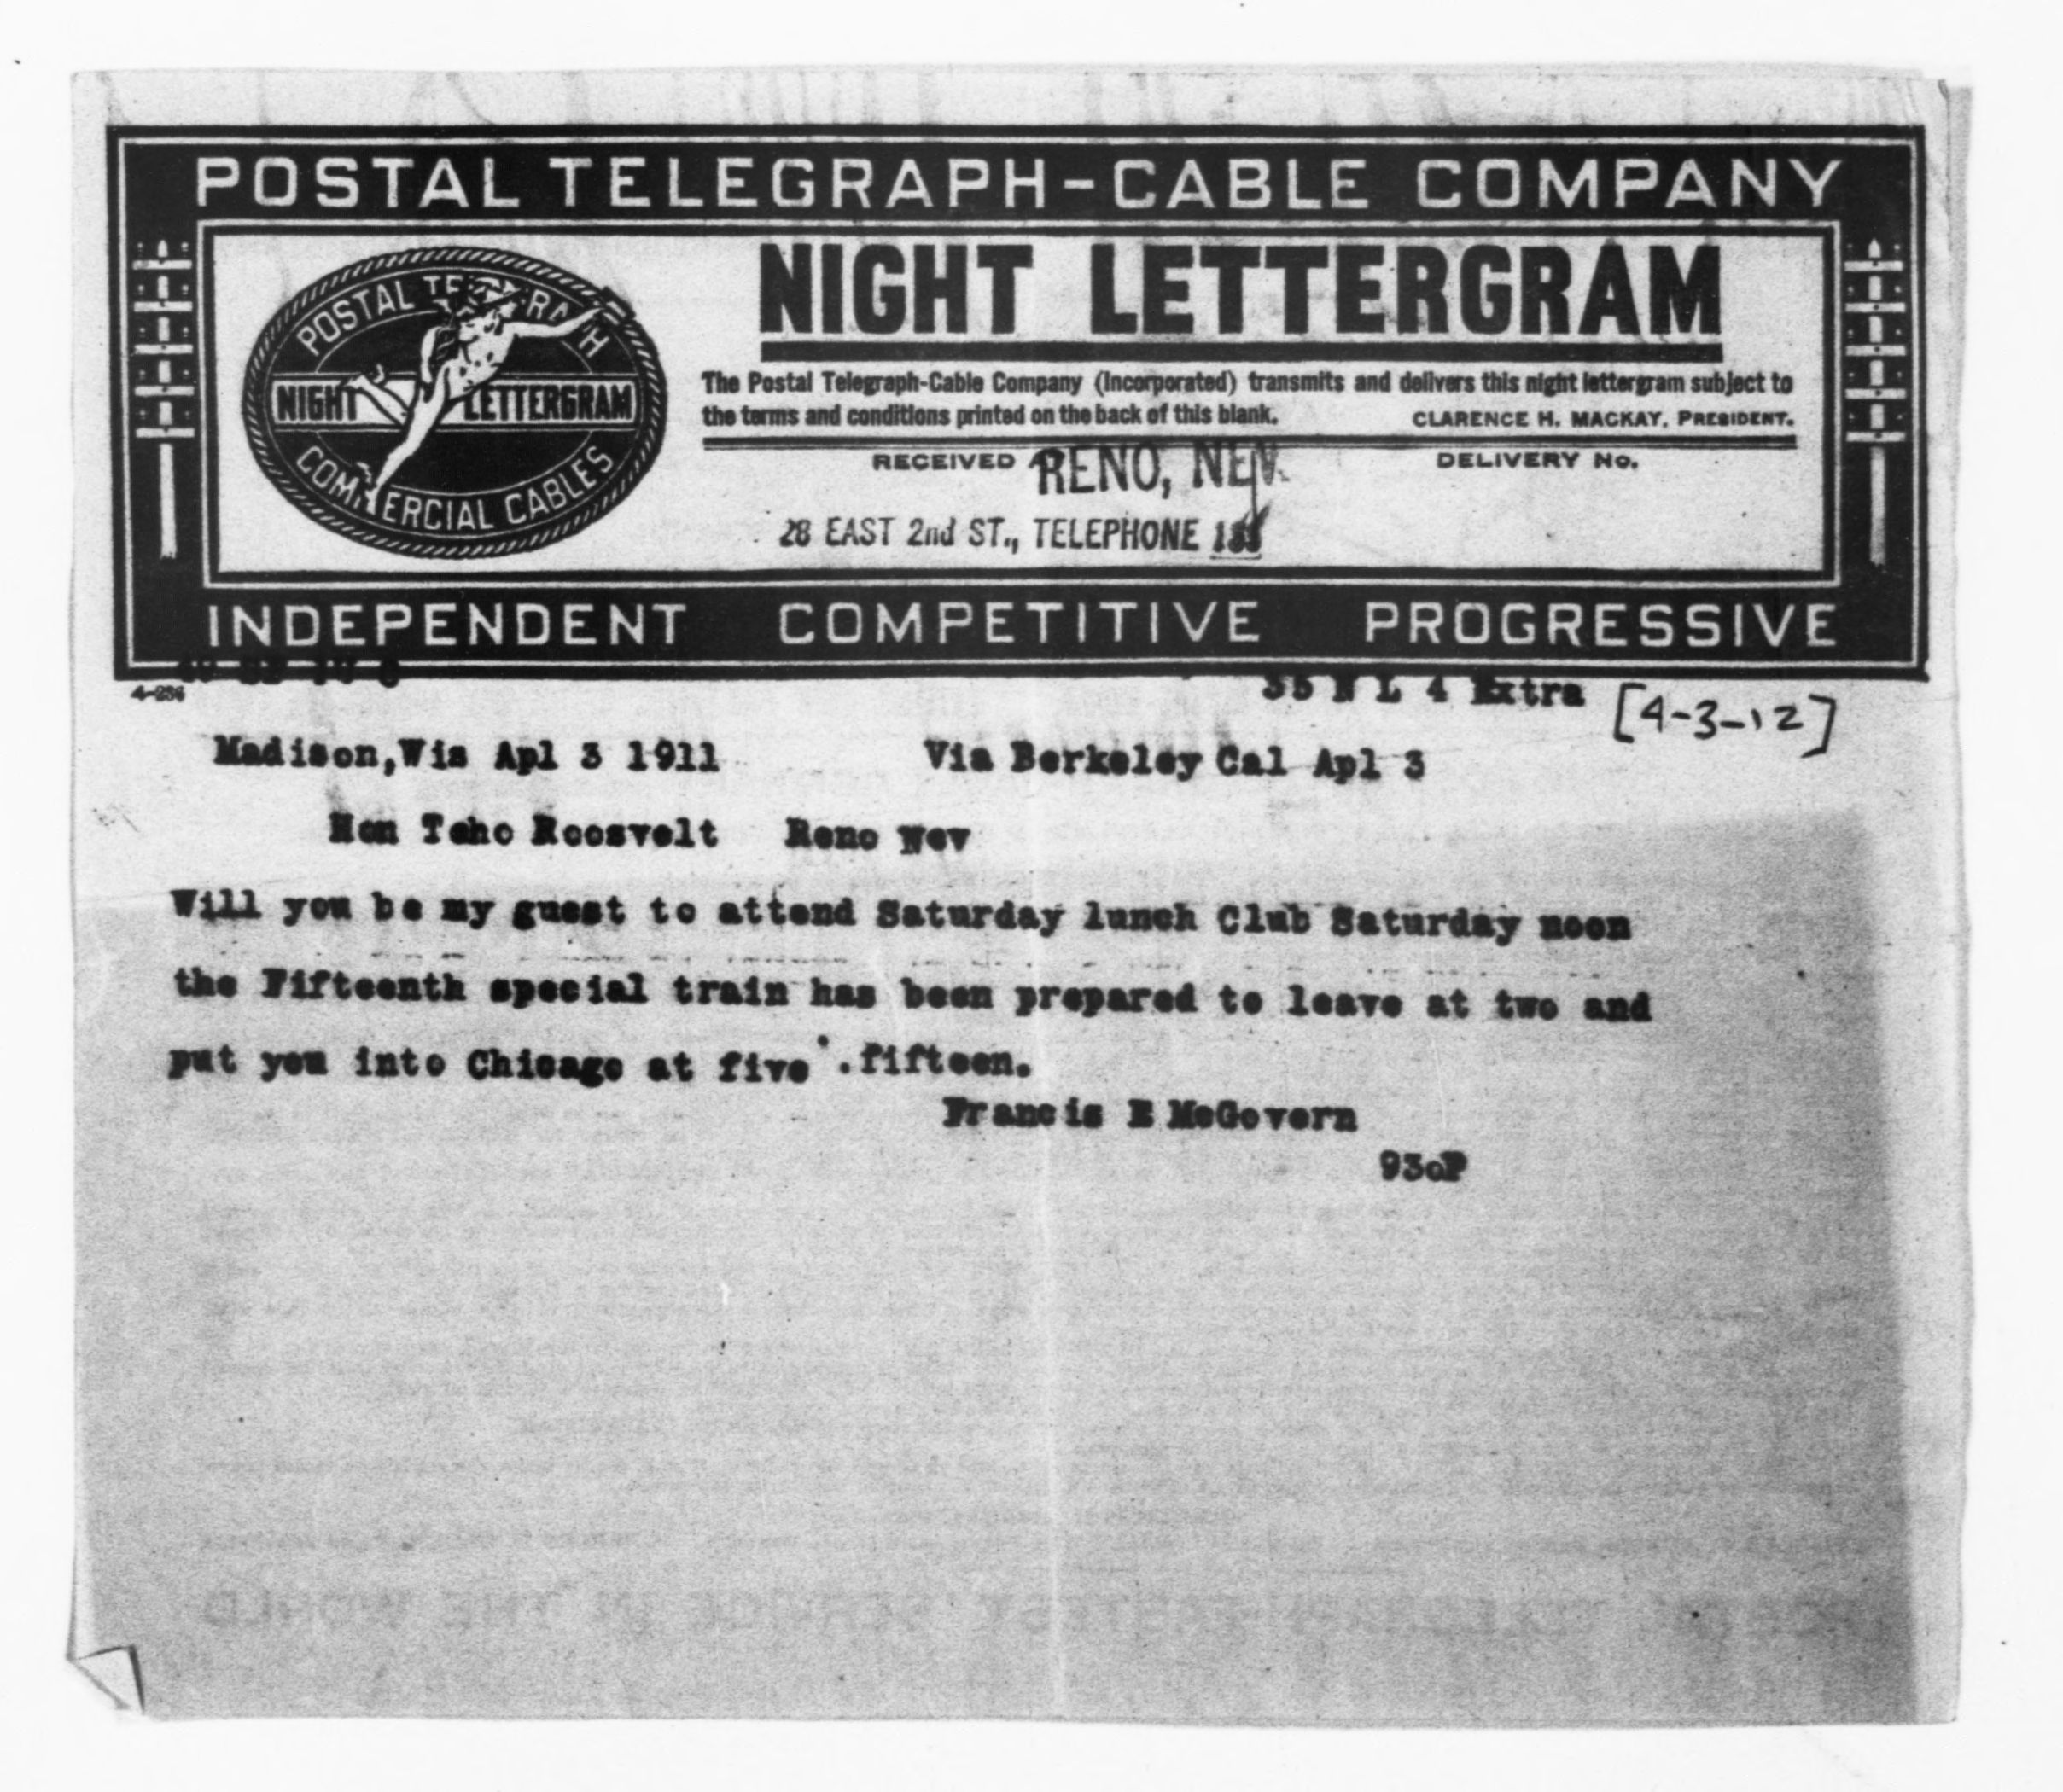 POSTAL TELEGRAPH-CABLE COMPANY
NIGHT LETTERGRAM
POSTAL TELEGRAPH
NIGHT LETTERGRAM
COMMERCIAL CABLES
The Postal Telegraph-Cable Company (Incorporated) transmits and delivers this night lettergram subject to
the terms and conditions printed on the back of this blank. CLARENCE H. MACKAY, PRESIDENT.
RECEIVED RENO, NEV. DELIVERY No.
28 EAST 2nd ST., TELEPHONE
INDEPENDENT COMPETITIVE PROGRESSIVE
4-236
35 N L 4 Extra [4-3-12]
Madison,Wis Apl 3 1911 Via Berkeley Cal Apl 3
Hon Teho Roosvelt Reno Nev
Will you be my guest to attend Saturday lunch Club Saturday noon
the Fifteenth special train has been prepared to leave at two and
put you into Chicago at five .fifteen.
Francis E McGovern
930P